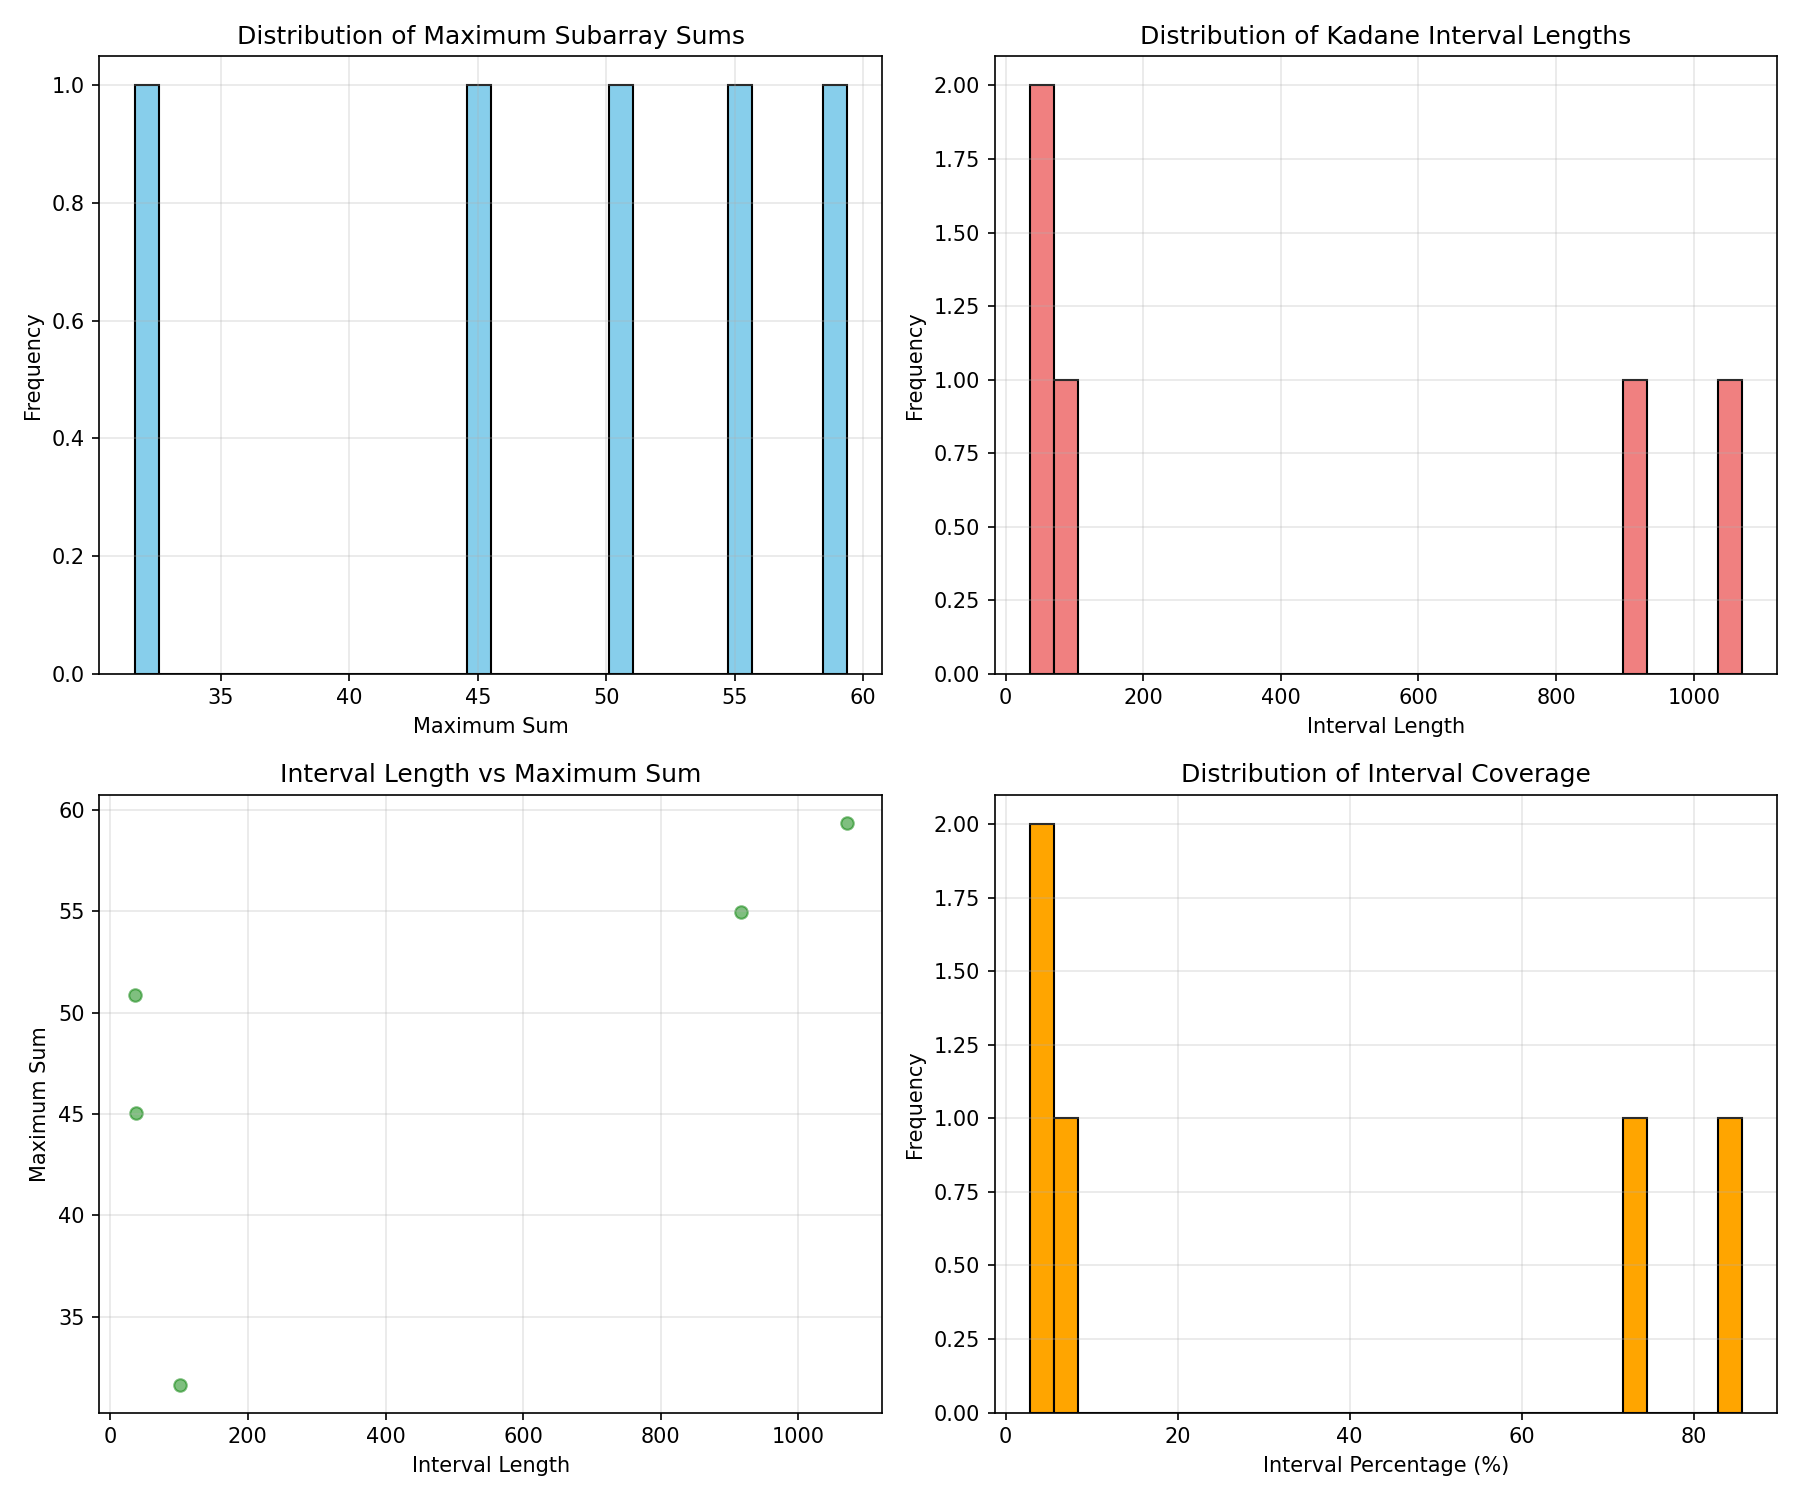 Distribution of Maximum Subarray Sums
1.0
0.8
0.6
0.4
0.2
0.0
Frequency
35 40 45 50 55 60
Maximum Sum
Distribution of Kadane Interval Lengths
2.00
1.75
1.50
1.25
1.00
0.75
0.50
0.25
0.00
Frequency
0 200 400 600 800 1000
Interval Length
Interval Length vs Maximum Sum
60
55
50
45
40
35
Maximum Sum
0 200 400 600 800 1000
Interval Length
Distribution of Interval Coverage
2.00
1.75
1.50
1.25
1.00
0.75
0.50
0.25
0.00
Frequency
0 20 40 60 80
Interval Percentage (%)